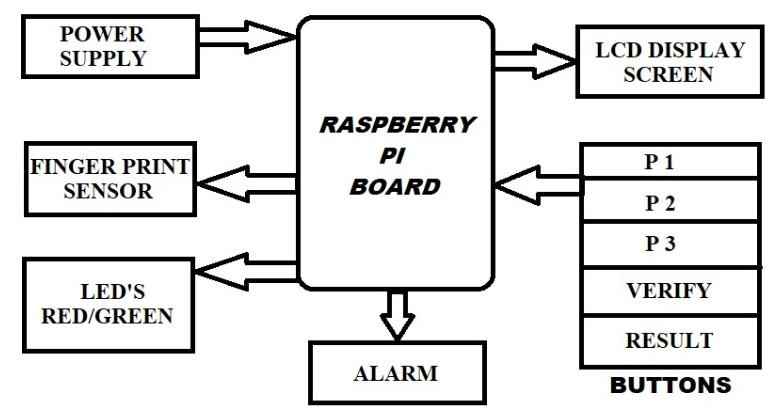 POWER
SUPPLY
LCD DISPLAY
SCREEN
RASPBERRY
PI
BOARD
FINGER PRINT
SENSOR
P 1
P 2
P 3
VERIFY
RESULT
BUTTONS
LED'S
RED/GREEN
ALARM